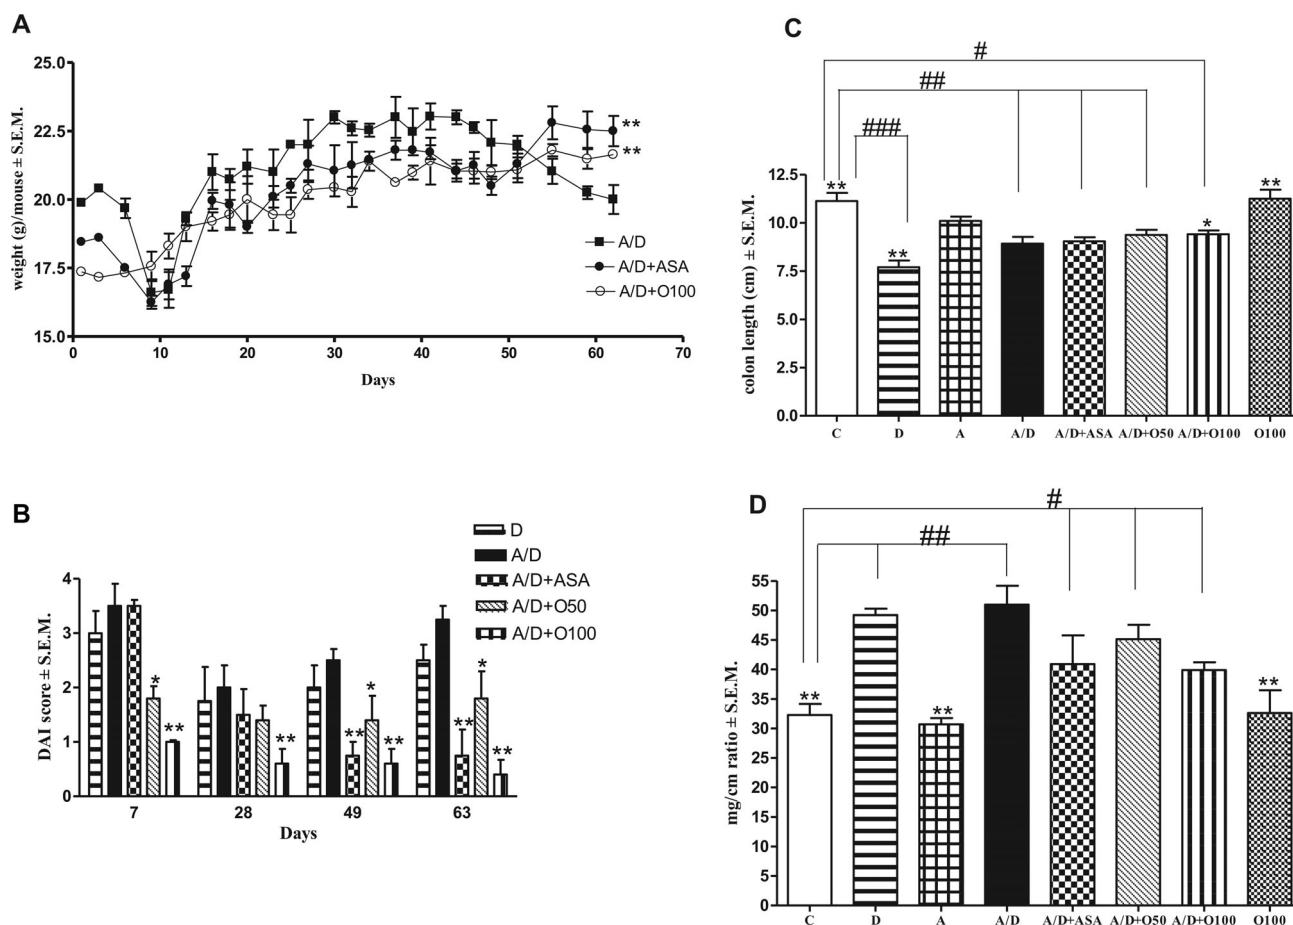 A
weight (g)/mouse ± S.E.M.
25.0
22.5
20.0
17.5
15.0
0 10 20 30 40 50 60 70
Days
**
**
A/D
A/D+ASA
A/D+O100
B
DAI score ± S.E.M.
4
3
2
1
0
7 28 49 63
Days
D
A/D
A/D+ASA
A/D+O50
A/D+O100
* ** ** ** * ** ** * **
C
#
##
###
colon length (cm) ± S.E.M.
12.5
10.0
7.5
5.0
2.5
0.0
** ** * **
C D A A/D A/D+ASA A/D+O50 A/D+O100 O100
D
#
##
mg/cm ratio ± S.E.M.
55
50
45
40
35
30
25
20
15
10
5
0
** ** **
C D A A/D A/D+ASA A/D+O50 A/D+O100 O100